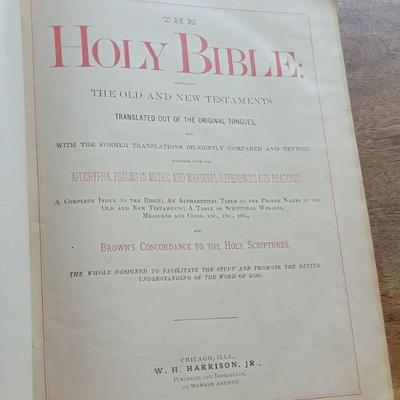 THE
HOLY BIBLE:
CONTAINING
THE OLD AND NEW TESTAMENTS.
TRANSLATED OUT OF THE ORIGINAL TONGUES,
AND
WITH THE FORMER TRANSLATIONS DILIGENTLY COMPARED AND REVISED.
TOGETHER WITH THE
APOCRYPHA, PSALMS IN METRE, AND MARGINAL REFERENCES AND READINGS.
A COMPLETE INDEX TO THE BIBLE; AN ALPHABETICAL TABLE OF THE PROPER NAMES IN THE
OLD AND NEW TESTAMENTS; A TABLE OF SCRIPTURAL WEIGHTS,
MEASURES AND COINS, ETC., ETC., ETC.,
AND
BROWN'S CONCORDANCE TO THE HOLY SCRIPTURES.
THE WHOLE DESIGNED TO FACILITATE THE STUDY AND PROMOTE THE BETTER
UNDERSTANDING OF THE WORD OF GOD.
CHICAGO, ILLS.,
W. H. HARRISON, JR.,
PUBLISHER AND BOOKSELLER,
WABASH AVENUE.